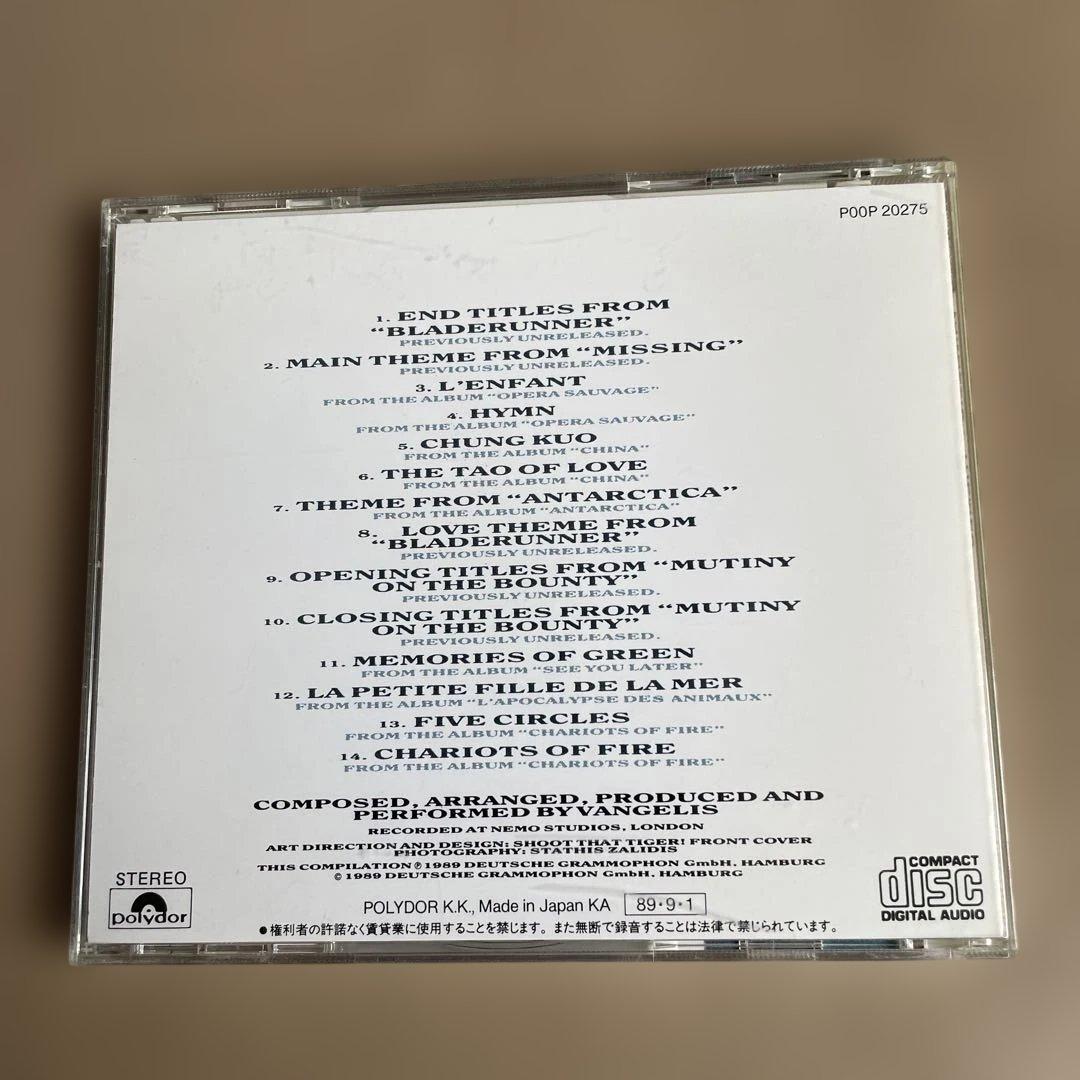 P00P 20275
1. END TITLES FROM
“BLADERUNNER”
PREVIOUSLY UNRELEASED.
2. MAIN THEME FROM “MISSING”
PREVIOUSLY UNRELEASED.
3. L’ENFANT
FROM THE ALBUM “OPERA SAUVAGE”
4. HYMN
FROM THE ALBUM “OPERA SAUVAGE”
5. CHUNG KUO
FROM THE ALBUM “CHINA”
6. THE TAO OF LOVE
FROM THE ALBUM “CHINA”
7. THEME FROM “ANTARCTICA”
FROM THE ALBUM “ANTARCTICA”
8. LOVE THEME FROM
“BLADERUNNER”
PREVIOUSLY UNRELEASED.
9. OPENING TITLES FROM “MUTINY
ON THE BOUNTY”
PREVIOUSLY UNRELEASED.
10. CLOSING TITLES FROM “MUTINY
ON THE BOUNTY”
PREVIOUSLY UNRELEASED.
11. MEMORIES OF GREEN
FROM THE ALBUM “SEE YOU LATER”
12. LA PETITE FILLE DE LA MER
FROM THE ALBUM “L’APOCALYPSE DES ANIMAUX”
13. FIVE CIRCLES
FROM THE ALBUM “CHARIOTS OF FIRE”
14. CHARIOTS OF FIRE
FROM THE ALBUM “CHARIOTS OF FIRE”
COMPOSED, ARRANGED, PRODUCED AND
PERFORMED BY VANGELIS
RECORDED AT NEMO STUDIOS, LONDON
ART DIRECTION AND DESIGN: SHOOT THAT TIGER! FRONT COVER
PHOTOGRAPHY: STATHIS ZALIDIS
THIS COMPILATION ℗ 1989 DEUTSCHE GRAMMOPHON GmbH, HAMBURG
© 1989 DEUTSCHE GRAMMOPHON GmbH, HAMBURG
STEREO
polydor
POLYDOR K.K., Made in Japan KA 89・9・1
COMPACT
disc
DIGITAL AUDIO
●権利者の許諾なく賃貸業に使用することを禁じます。また無断で録音することは法律で禁じられています。